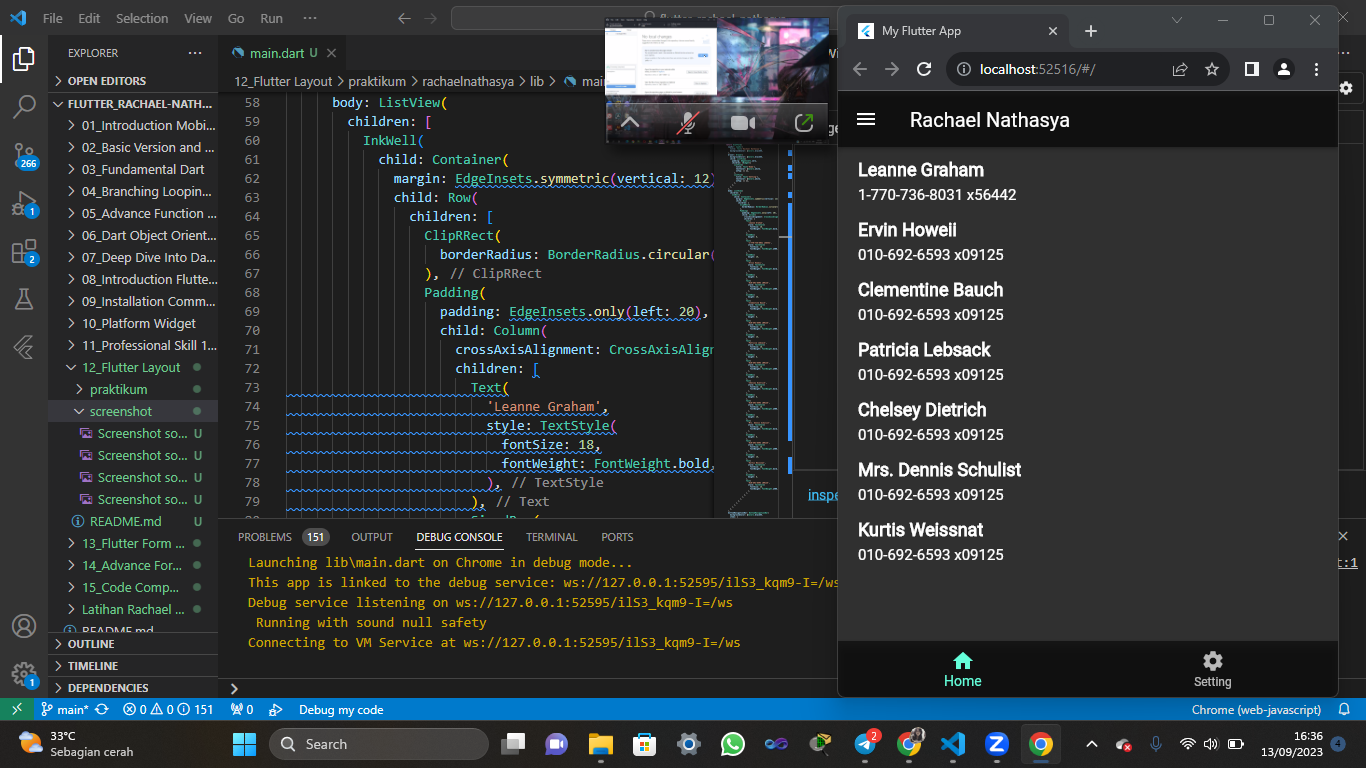 File Edit Selection View Go Run ···
EXPLORER
OPEN EDITORS
FLUTTER_RACHAEL-NATH...
01_Introduction Mobi...
02_Basic Version and ...
03_Fundamental Dart
04_Branching Loopin...
05_Advance Function ...
06_Dart Object Orient...
07_Deep Dive Into Da...
08_Introduction Flutte...
09_Installation Comm...
10_Platform Widget
11_Professional Skill 1...
12_Flutter Layout
praktikum
screenshot
Screenshot so... U
Screenshot so... U
Screenshot so... U
Screenshot so... U
README.md U
13_Flutter Form ...
14_Advance For...
15_Code Comp...
Latihan Rachael ...
README.md
OUTLINE
TIMELINE
DEPENDENCIES
266
1
2
1
main.dart U
12_Flutter Layout > praktikum > rachaelnathasya > lib > mai
58 body: ListView(
59 children: [
60 InkWell(
61 child: Container(
62 margin: EdgeInsets.symmetric(vertical: 12)
63 child: Row(
64 children: [
65 ClipRRect(
66 borderRadius: BorderRadius.circular(
67 ), // ClipRRect
68 Padding(
69 padding: EdgeInsets.only(left: 20),
70 child: Column(
71 crossAxisAlignment: CrossAxisAlign
72 children: [
73 Text(
74 'Leanne Graham',
75 style: TextStyle(
76 fontSize: 18,
77 fontWeight: FontWeight.bold,
78 ), // TextStyle
79 ), // Text
inspe
PROBLEMS 151 OUTPUT DEBUG CONSOLE TERMINAL PORTS
Launching lib\main.dart on Chrome in debug mode...
This app is linked to the debug service: ws://127.0.0.1:52595/ilS3_kqm9-I=/ws
Debug service listening on ws://127.0.0.1:52595/ilS3_kqm9-I=/ws
Running with sound null safety
Connecting to VM Service at ws://127.0.0.1:52595/ilS3_kqm9-I=/ws
t:1
My Flutter App
localhost:52516/#/
Rachael Nathasya
Leanne Graham
1-770-736-8031 x56442
Ervin Howeii
010-692-6593 x09125
Clementine Bauch
010-692-6593 x09125
Patricia Lebsack
010-692-6593 x09125
Chelsey Dietrich
010-692-6593 x09125
Mrs. Dennis Schulist
010-692-6593 x09125
Kurtis Weissnat
010-692-6593 x09125
Home
Setting
main* 0 0 151 0 Debug my code Chrome (web-javascript)
33°C
Sebagian cerah
Search
2
16:36
13/09/2023
4